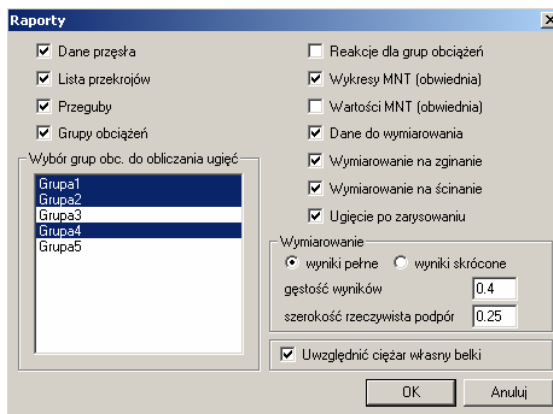 Raporty
Dane przęsła
Lista przekrojów
Przeguby
Grupy obciążeń
Wybór grup obc. do obliczania ugięć
Grupa1
Grupa2
Grupa3
Grupa4
Grupa5
Reakcje dla grup obciążeń
Wykresy MNT (obwiednia)
Wartości MNT (obwiednia)
Dane do wymiarowania
Wymiarowanie na zginanie
Wymiarowanie na ścinanie
Ugięcie po zarysowaniu
Wymiarowanie
wyniki pełne wyniki skrócone
gęstość wyników 0.4
szerokość rzeczywista podpór 0.25
Uwzględnić ciężar własny belki
OK Anuluj